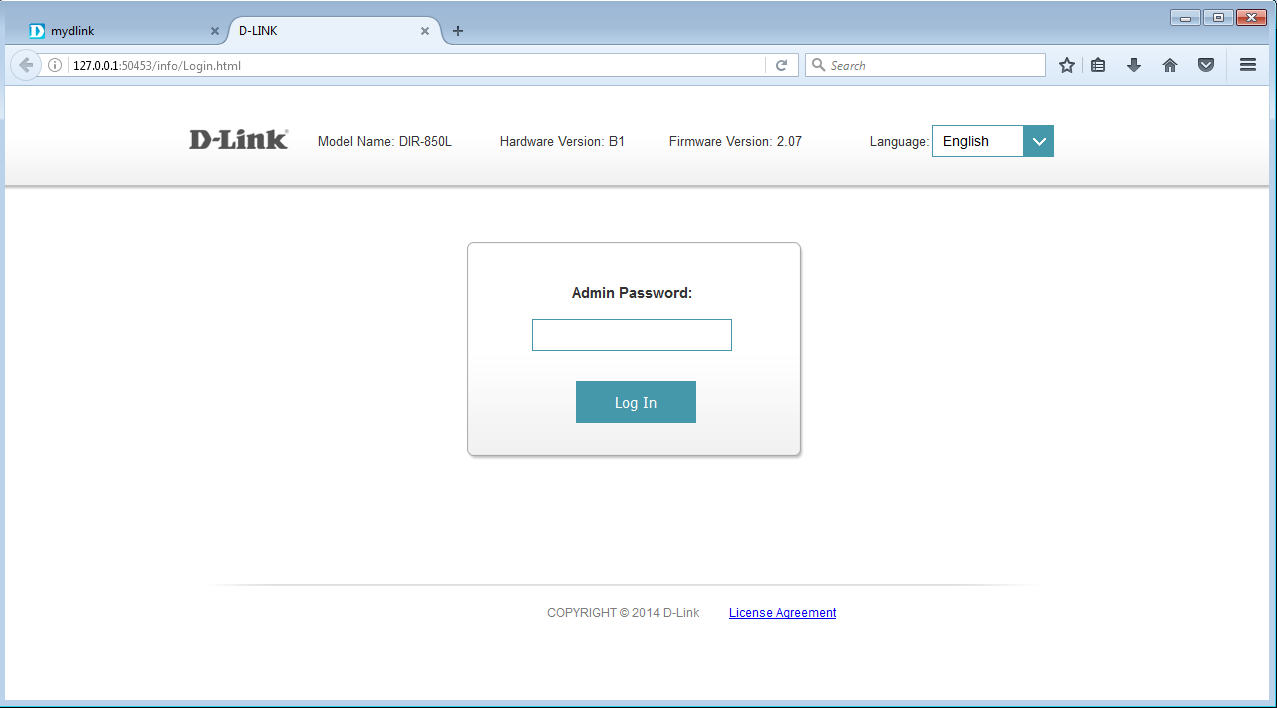 mydlink
D-LINK
127.0.0.1:50453/info/Login.html
Search
D-Link
Model Name: DIR-850L
Hardware Version: B1
Firmware Version: 2.07
Language: English
Admin Password:
Log In
COPYRIGHT © 2014 D-Link
License Agreement